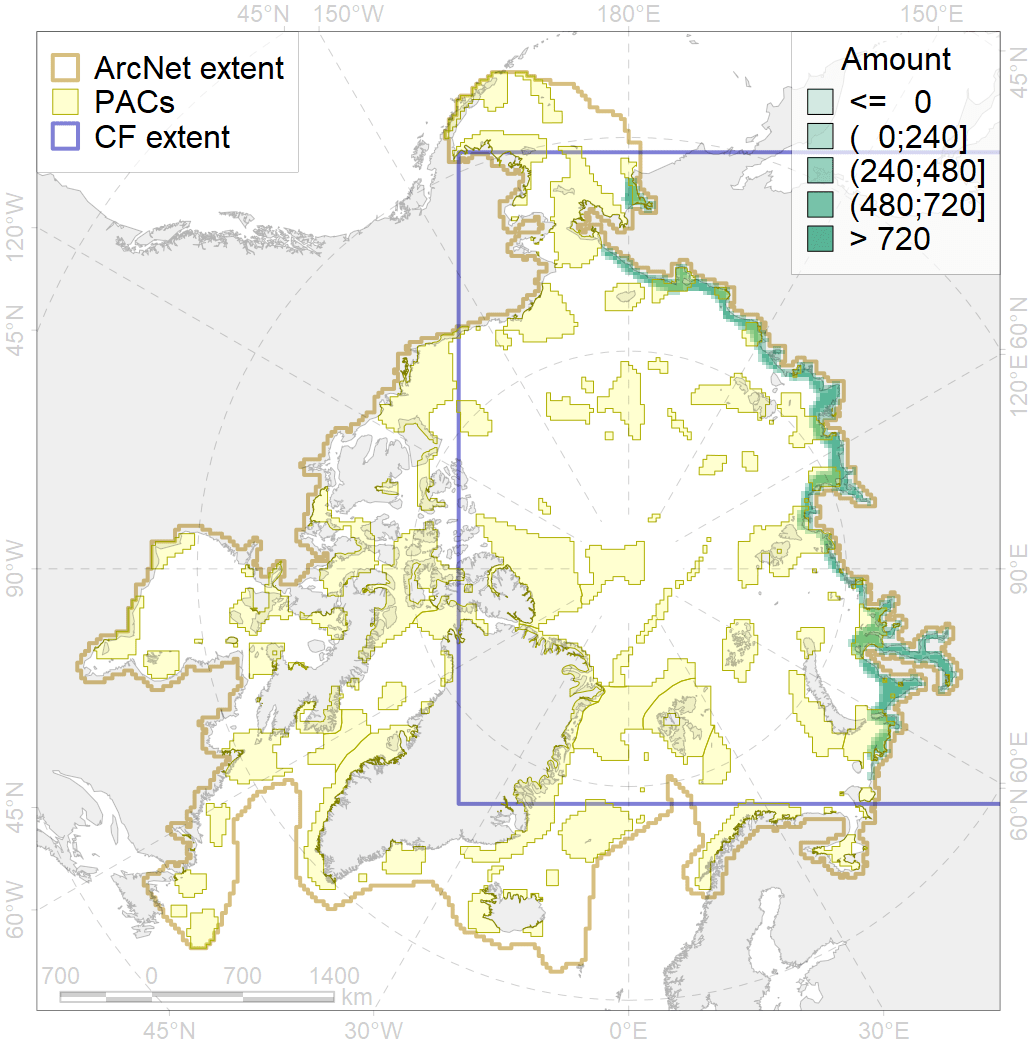 45°N 150°W 180°E 150°E
ArcNet extent
PACs
CF extent
Amount
<= 0
( 0;240]
(240;480]
(480;720]
> 720
45°N
120°W
45°N
90°W
45°N
60°W
60°N
120°E
90°E
60°E
60°N
700 0 700 1400
km
45°W 30°W 0°E 30°E